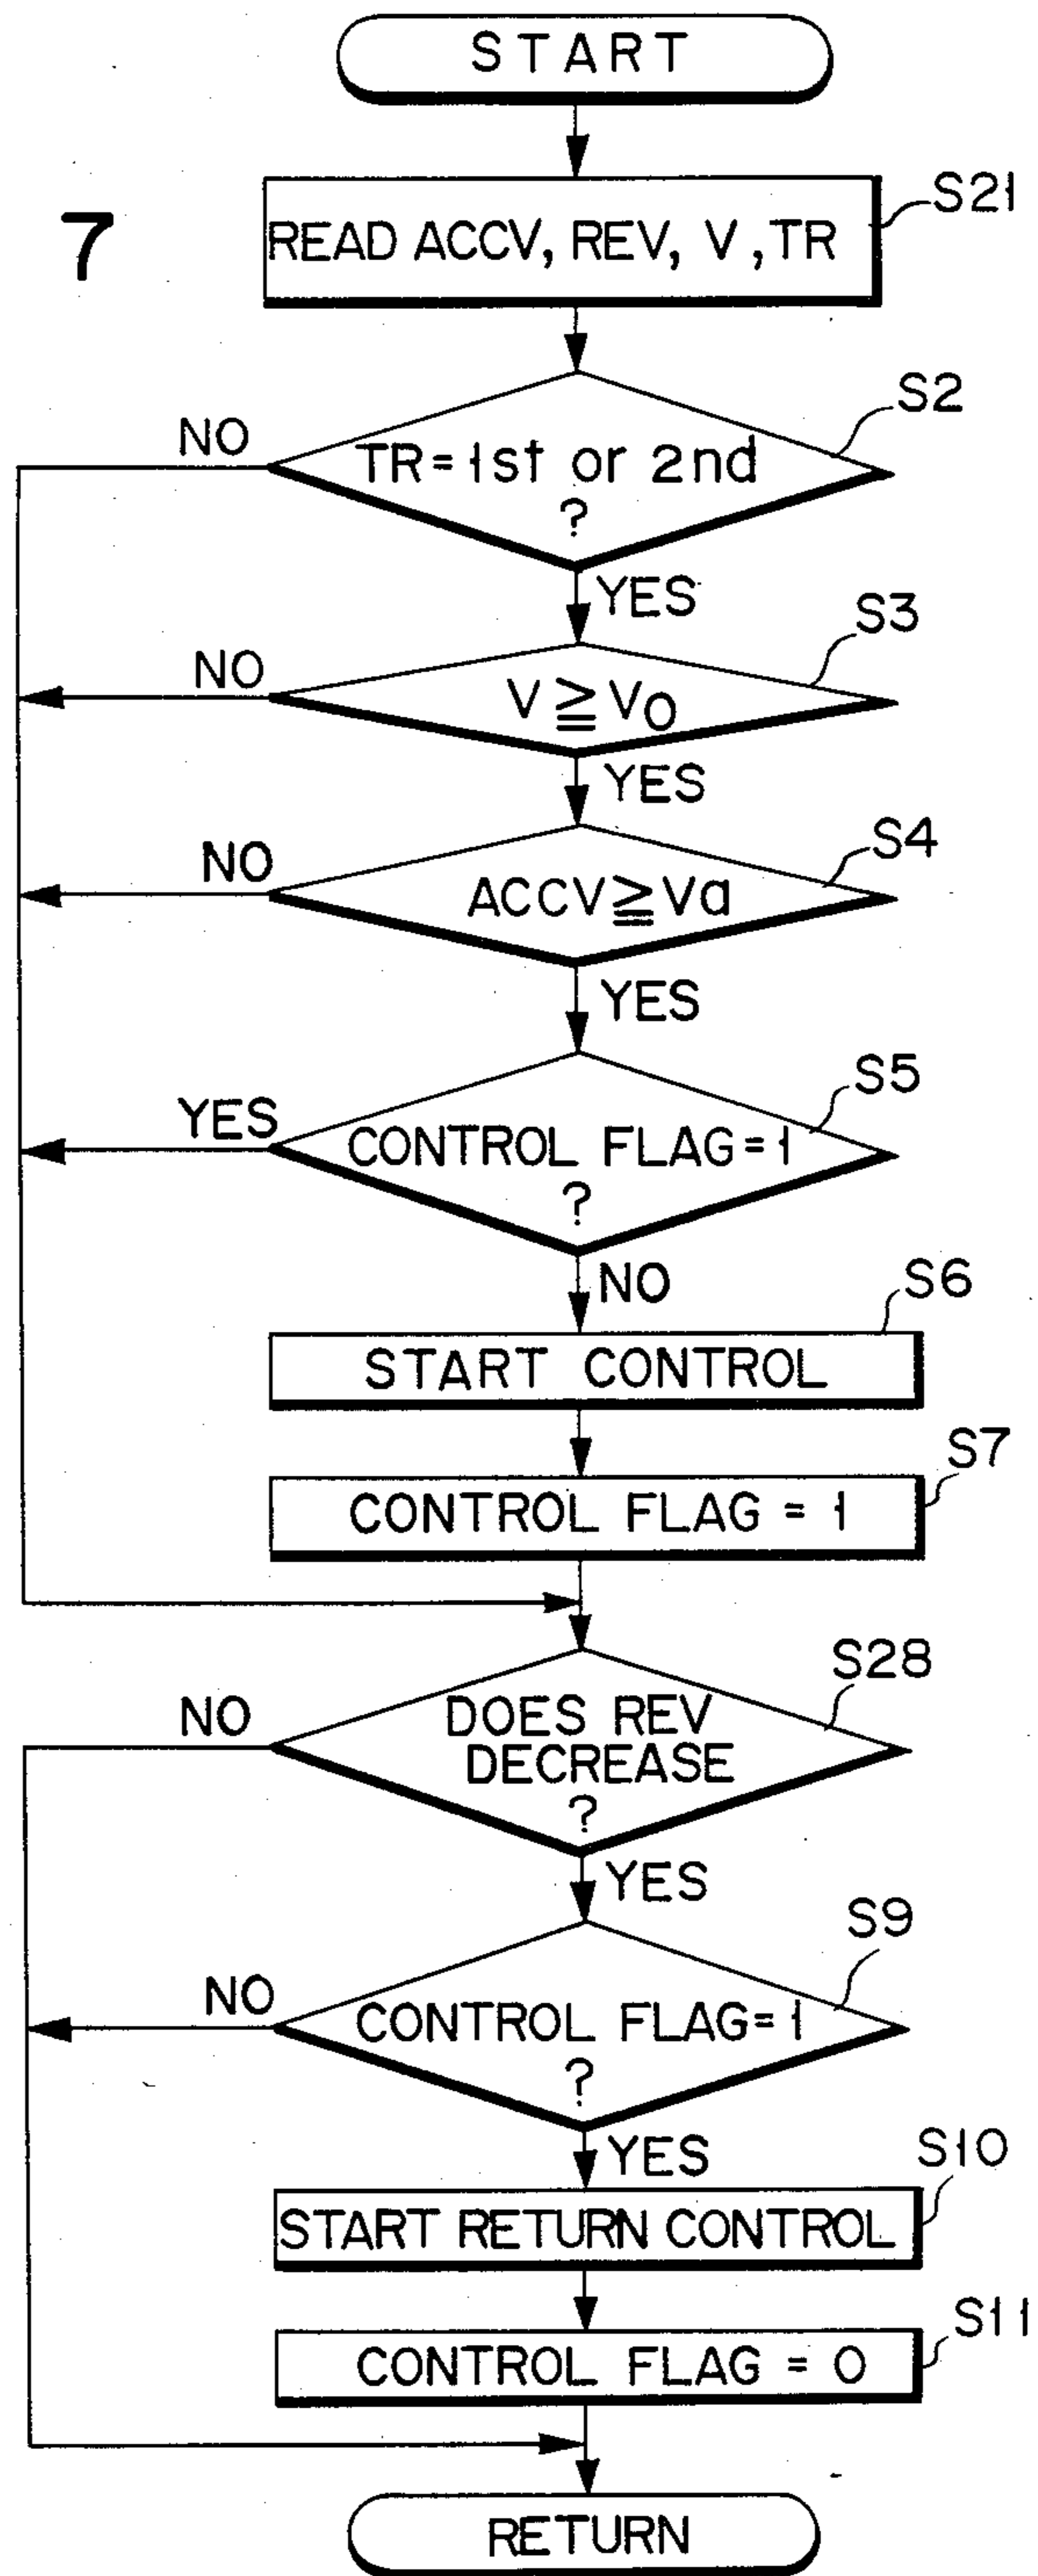 START
7
READ ACCV, REV, V, TR
S21
S2
NO
TR=1st or 2nd
?
YES
S3
NO
V≧V0
YES
S4
NO
ACCV≧Va
YES
S5
YES
CONTROL FLAG=1
?
NO
S6
START CONTROL
S7
CONTROL FLAG = 1
S28
NO
DOES REV
DECREASE
?
YES
S9
NO
CONTROL FLAG=1
?
YES
S10
START RETURN CONTROL
S11
CONTROL FLAG = 0
RETURN